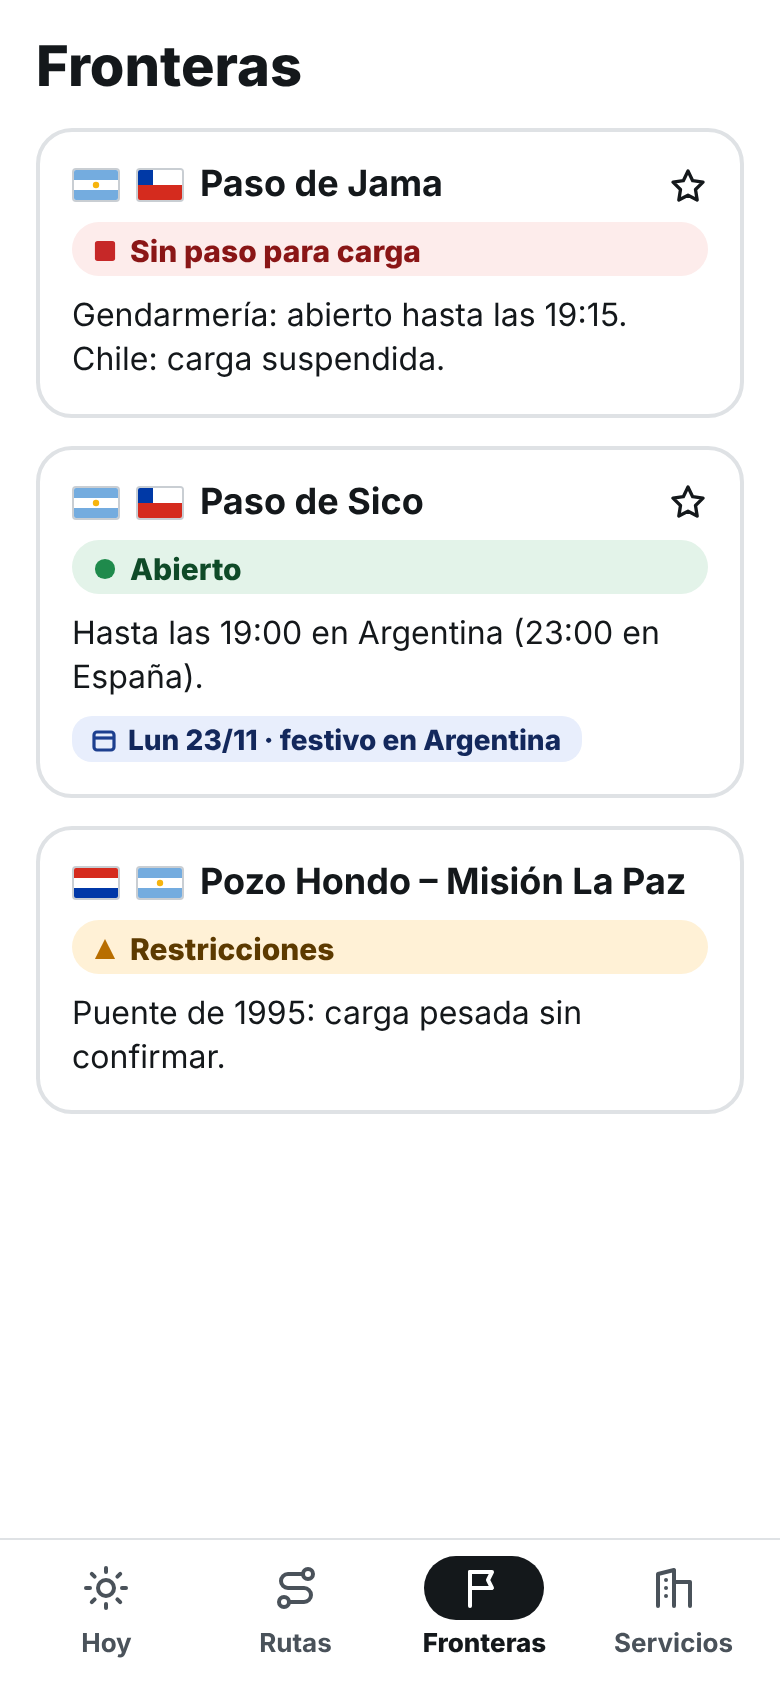 Fronteras
Paso de Jama
Sin paso para carga
Gendarmería: abierto hasta las 19:15.
Chile: carga suspendida.
Paso de Sico
Abierto
Hasta las 19:00 en Argentina (23:00 en
España).
Lun 23/11 · festivo en Argentina
Pozo Hondo – Misión La Paz
Restricciones
Puente de 1995: carga pesada sin
confirmar.
Hoy
Rutas
Fronteras
Servicios